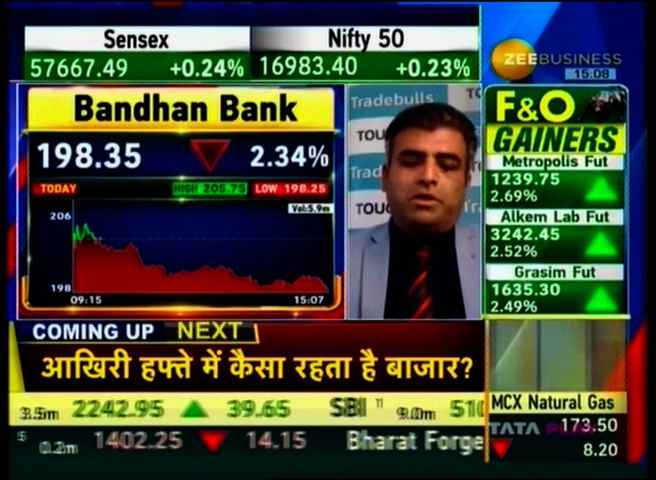 Sensex
57667.49 +0.24%
Nifty 50
16983.40 +0.23%
ZEEBUSINESS
15:08
Bandhan Bank
198.35 2.34%
TODAY HIGH 205.75 LOW 198.25
Vol:5.9m
206
198
09:15 15:07
Tradebulls
F&O
GAINERS
Metropolis Fut
1239.75
2.69%
Alkem Lab Fut
3242.45
2.52%
Grasim Fut
1635.30
2.49%
COMING UP NEXT
आखिरी हफ्ते में कैसा रहता है बाजार?
3.5m 2242.95 39.65 SBI 9.0m 510
0.2m 1402.25 14.15 Bharat Forge
MCX Natural Gas
TATA
173.50
8.20